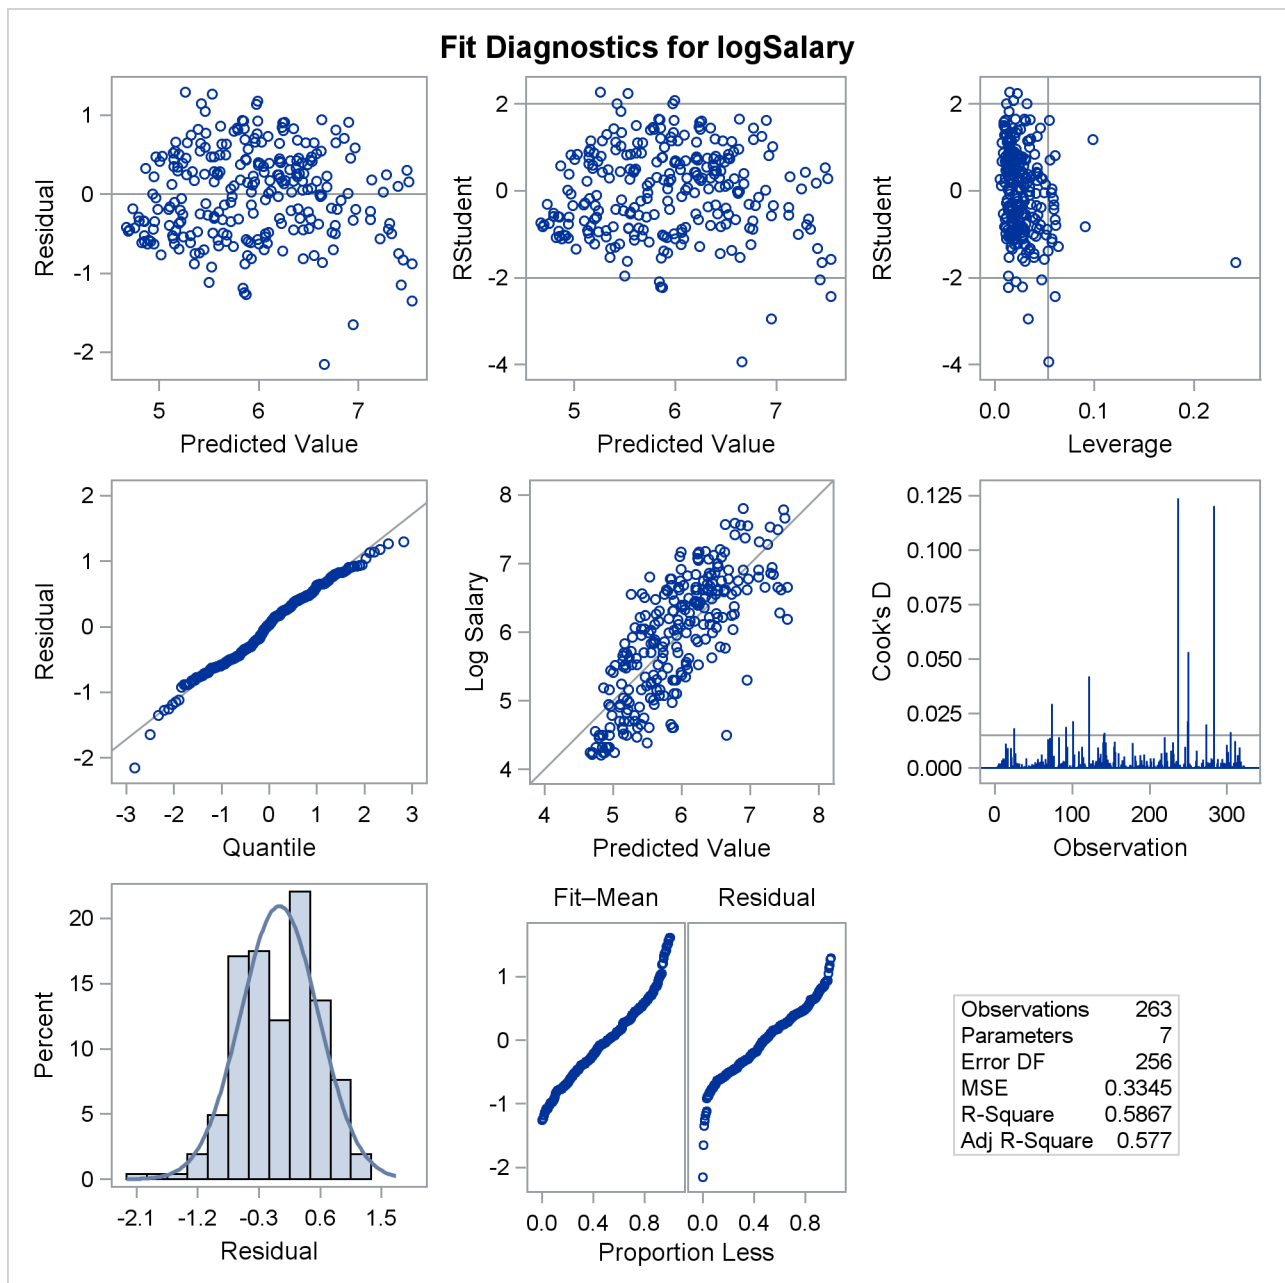 Fit Diagnostics for logSalary
Residual
1
0
-1
-2
5 6 7
Predicted Value
RStudent
2
0
-2
-4
5 6 7
Predicted Value
RStudent
2
0
-2
-4
0.0 0.1 0.2
Leverage
Residual
2
1
0
-1
-2
-3 -2 -1 0 1 2 3
Quantile
Log Salary
8
7
6
5
4
4 5 6 7 8
Predicted Value
Cook's D
0.125
0.100
0.075
0.050
0.025
0.000
0 100 200 300
Observation
Percent
20
15
10
5
0
-2.1 -1.2 -0.3 0.6 1.5
Residual
Fit–Mean Residual
1
0
-1
-2
0.0 0.4 0.8 0.0 0.4 0.8
Proportion Less
Observations 263
Parameters 7
Error DF 256
MSE 0.3345
R-Square 0.5867
Adj R-Square 0.577